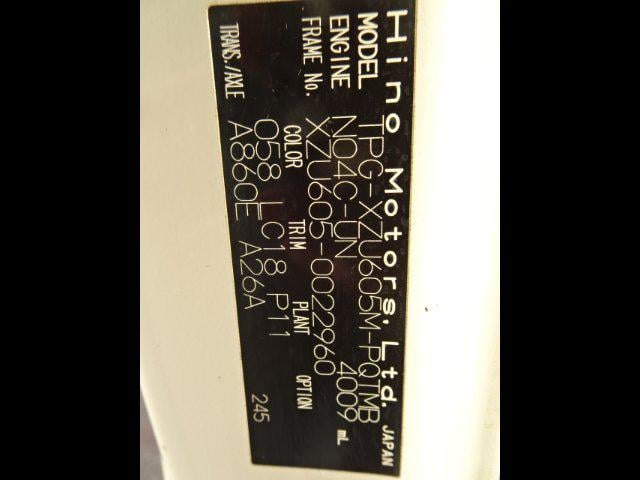 Hino Motors, Ltd. JAPAN
MODEL TPG-XZU605M-PQTMB
ENGINE N04C-UN 4009 mL
FRAME No. XZU605-0022960
COLOR TRIM PLANT OPTION
058 LC18 P11
TRANS./AXLE A860E A26A
245